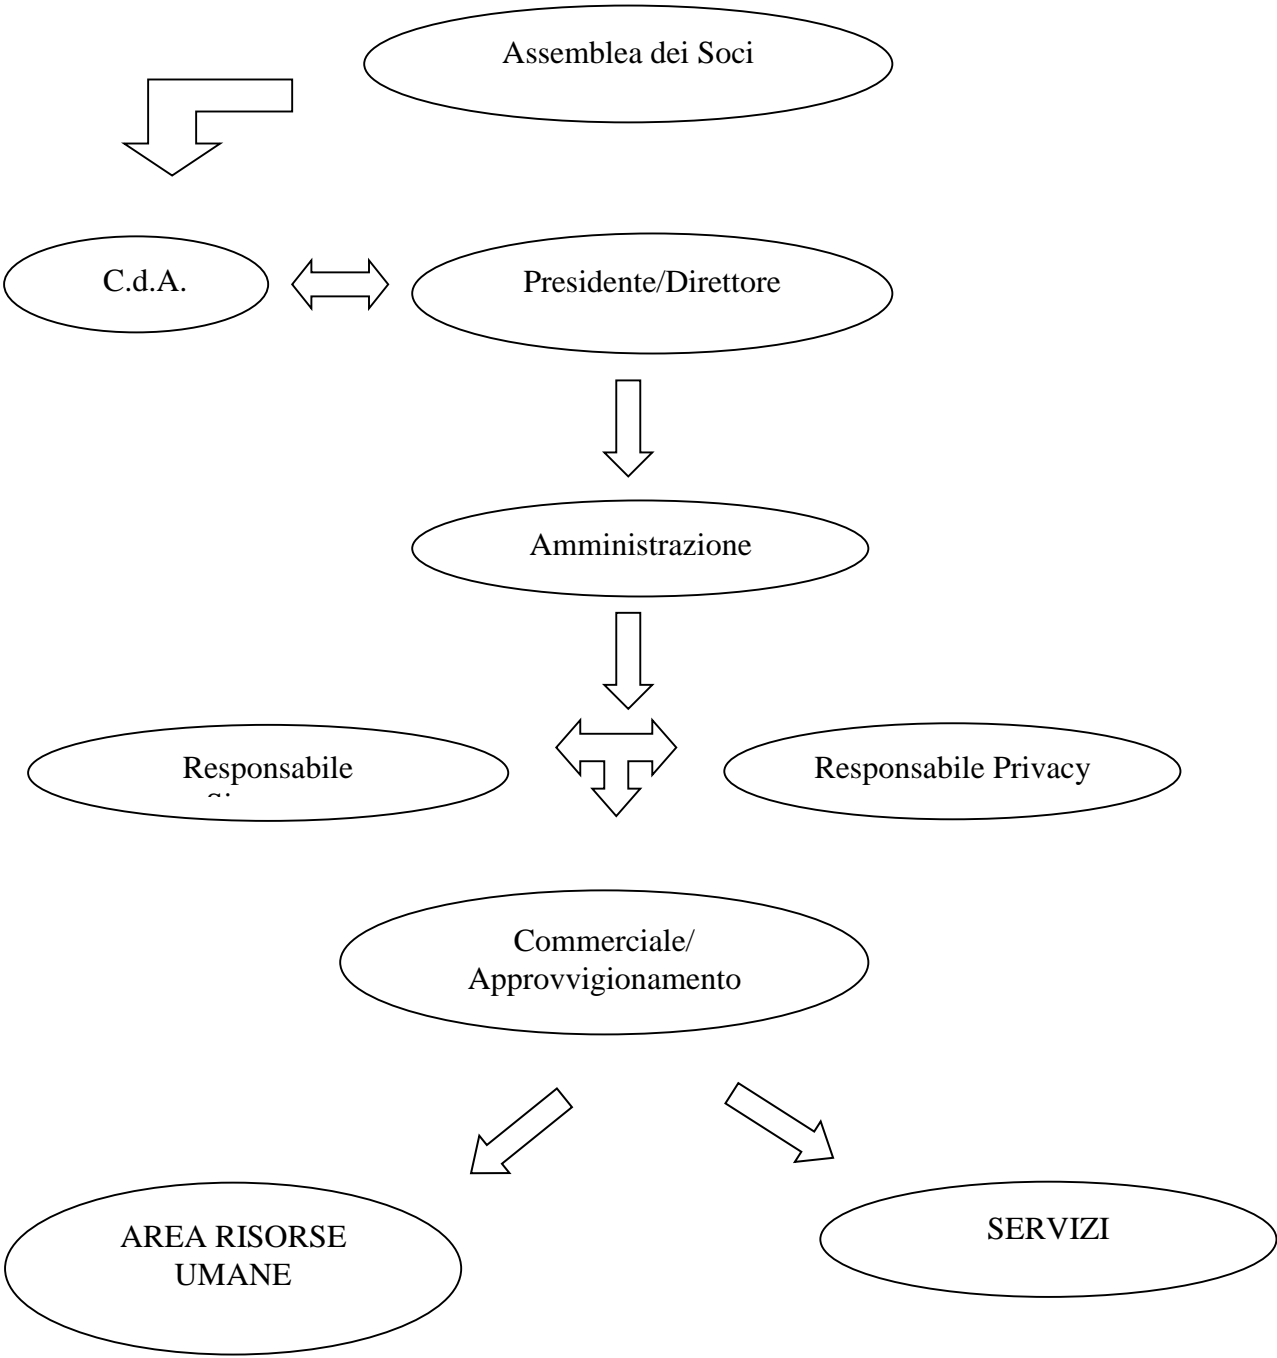 Assemblea dei Soci
C.d.A.
Presidente/Direttore
Amministrazione
Responsabile
Responsabile Privacy
Commerciale/
Approvvigionamento
AREA RISORSE
UMANE
SERVIZI